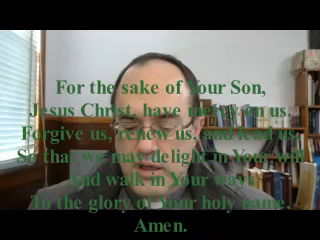 For the sake of Your Son,
Jesus Christ, have mercy on us.
Forgive us, renew us, and lead us,
So that we may delight in Your will
And walk in Your ways,
To the glory of Your holy name.
Amen.